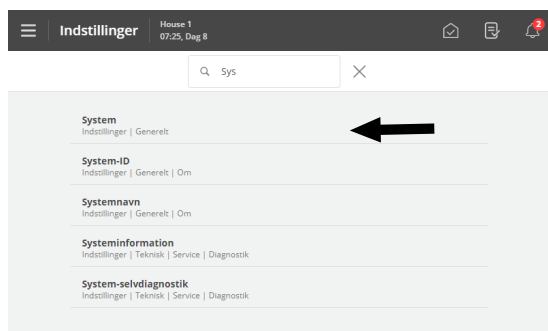 Indstillinger
House 1
07:25, Dag 8
2
Sys
System
Indstillinger | Generelt
System-ID
Indstillinger | Generelt | Om
Systemnavn
Indstillinger | Generelt | Om
Systeminformation
Indstillinger | Teknisk | Service | Diagnostik
System-selvdiagnostik
Indstillinger | Teknisk | Service | Diagnostik